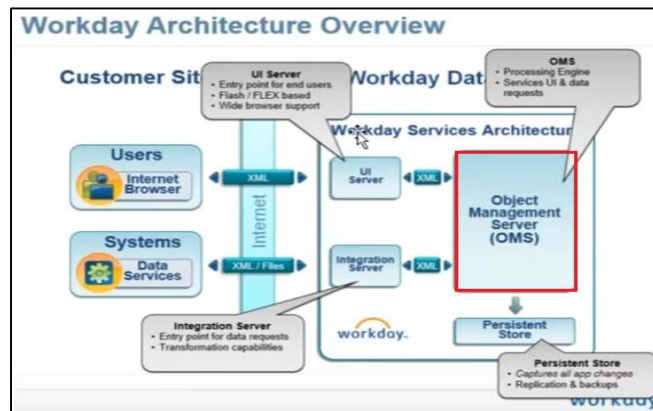 Workday Architecture Overview
Customer Sit
UI Server
• Entry point for end users
• Flash / FLEX based
• Wide browser support
Workday Dat
OMS
• Processing Engine
• Services UI & data
requests
Workday Services Architectur
Users
Internet
Browser
XML
UI
Server
XML
Object
Management
Server
(OMS)
Internet
Systems
Data
Services
XML / Files
Integration
Server
XML
Integration Server
• Entry point for data requests
• Transformation capabilities
workday.
Persistent
Store
Persistent Store
• Captures all app changes
• Replication & backups
workday